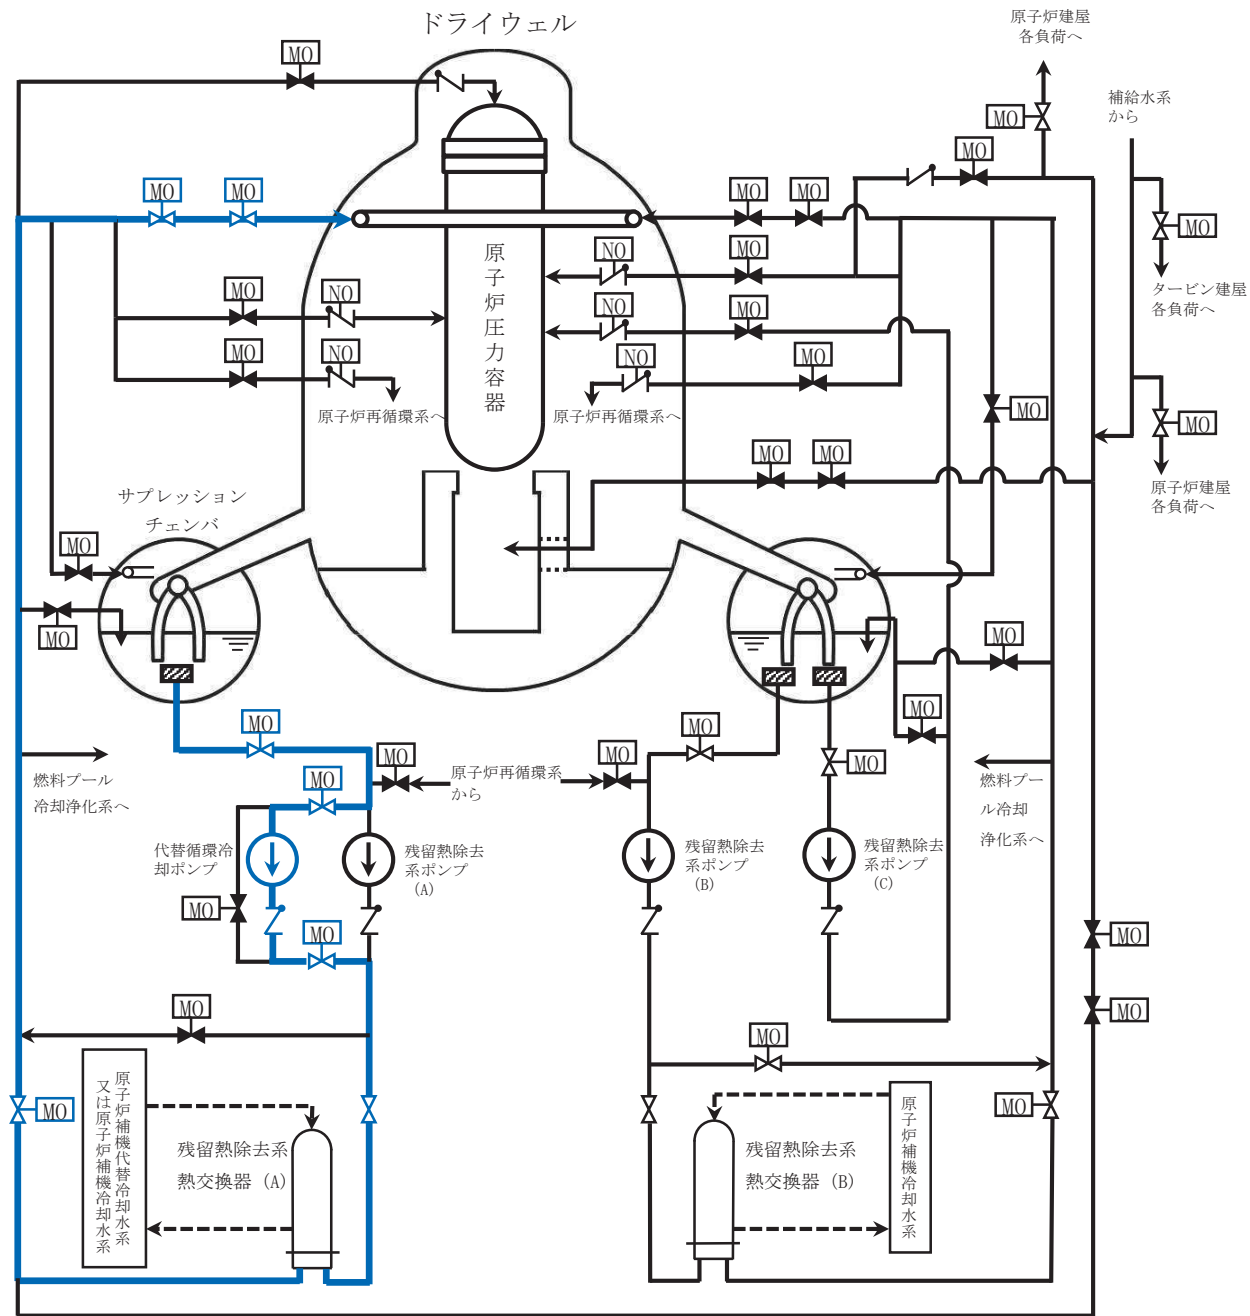 ドライウェル
原子炉建屋
各負荷へ
MO
MO
補給水系
から
MO
MO
MO
MO
MO
MO
原子炉圧力容器
NO
MO
タービン建屋
各負荷へ
MO
NO
NO
MO
MO
NO
NO
MO
原子炉再循環系へ
原子炉再循環系へ
MO
MO
MO
MO
原子炉建屋
各負荷へ
サプレッション
チェンバ
MO
MO
MO
MO
MO
MO
MO
MO
MO
MO
原子炉再循環系
から
燃料プール
冷却浄化系へ
燃料プー
ル冷却
浄化系へ
代替循環冷
却ポンプ
残留熱除去
系ポンプ
(A)
残留熱除去
系ポンプ
(B)
残留熱除去
系ポンプ
(C)
MO
MO
MO
MO
MO
MO
MO
MO
原子炉補機代替冷却水系
又は原子炉補機冷却水系
残留熱除去系
熱交換器 (A)
残留熱除去系
熱交換器 (B)
原子炉補機冷却水系